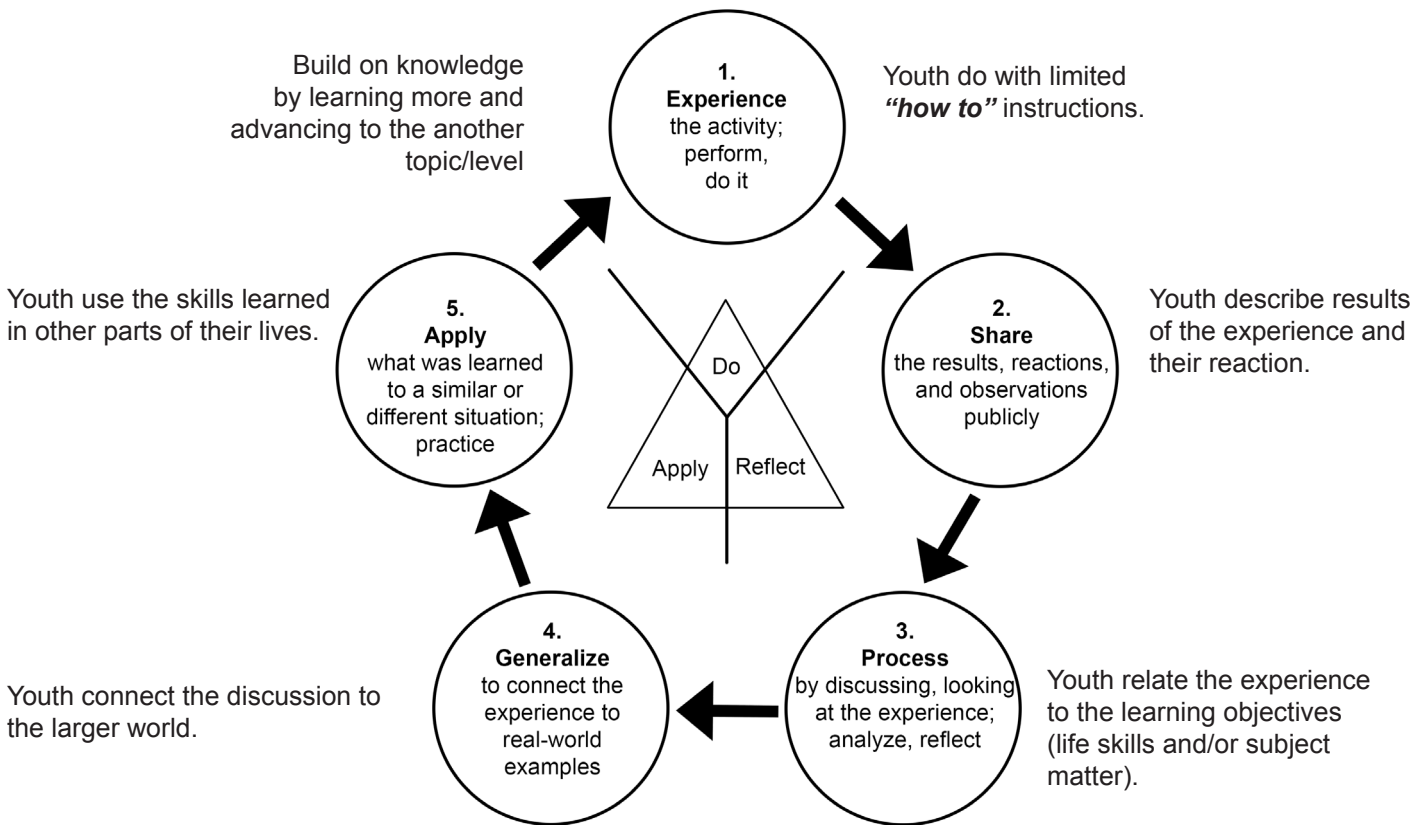 Build on knowledge
by learning more and
advancing to the another
topic/level
1.
Experience
the activity;
perform,
do it
Youth do with limited
“how to” instructions.
2.
Share
the results, reactions,
and observations
publicly
Youth describe results
of the experience and
their reaction.
3.
Process
by discussing, looking
at the experience;
analyze, reflect
Youth relate the experience
to the learning objectives
(life skills and/or subject
matter).
4.
Generalize
to connect the
experience to
real-world
examples
Youth connect the discussion to
the larger world.
5.
Apply
what was learned
to a similar or
different situation;
practice
Youth use the skills learned
in other parts of their lives.
Do
Apply
Reflect